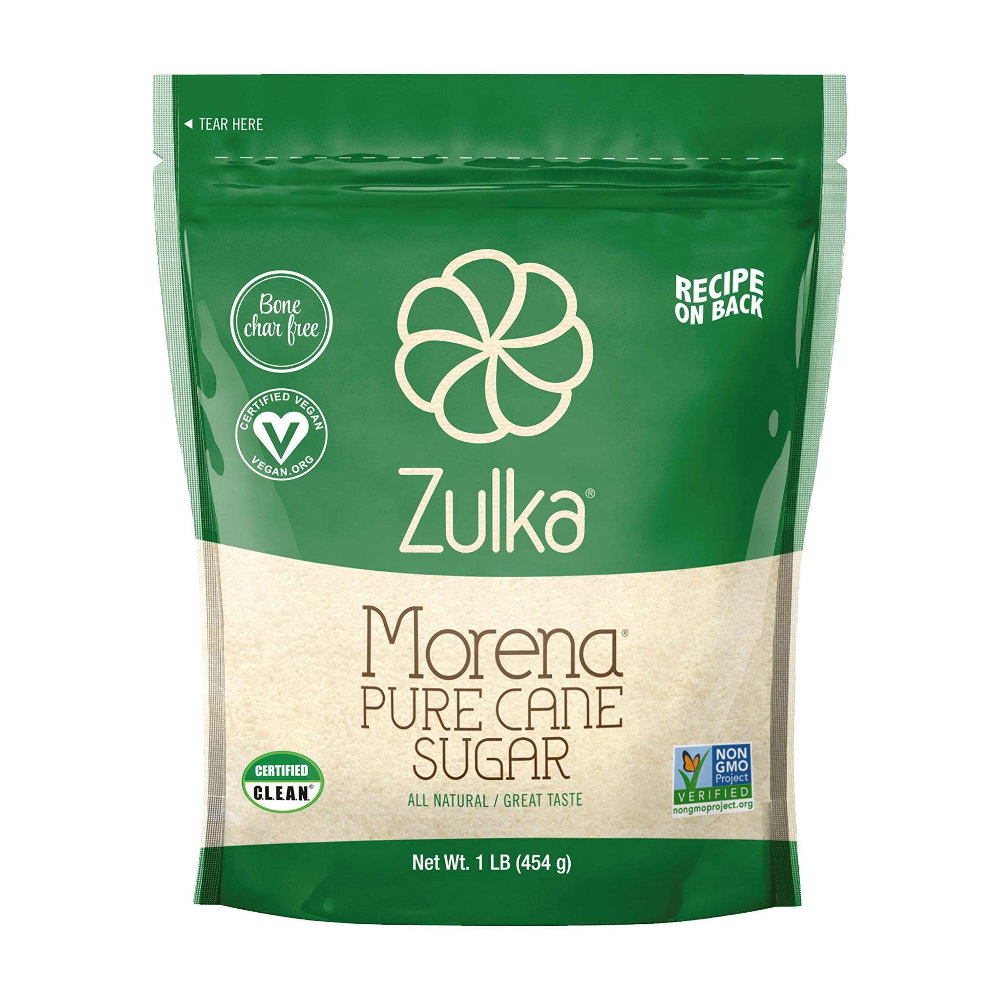 ◀ TEAR HERE
Bone
char free
RECIPE
ON BACK
CERTIFIED VEGAN
V
VEGAN.ORG
Zulka®
Morena®
PURE CANE
SUGAR
ALL NATURAL / GREAT TASTE
CERTIFIED
C.L.E.A.N.®
NON
GMO
Project
VERIFIED
nongmoproject.org
Net Wt. 1 LB (454 g)